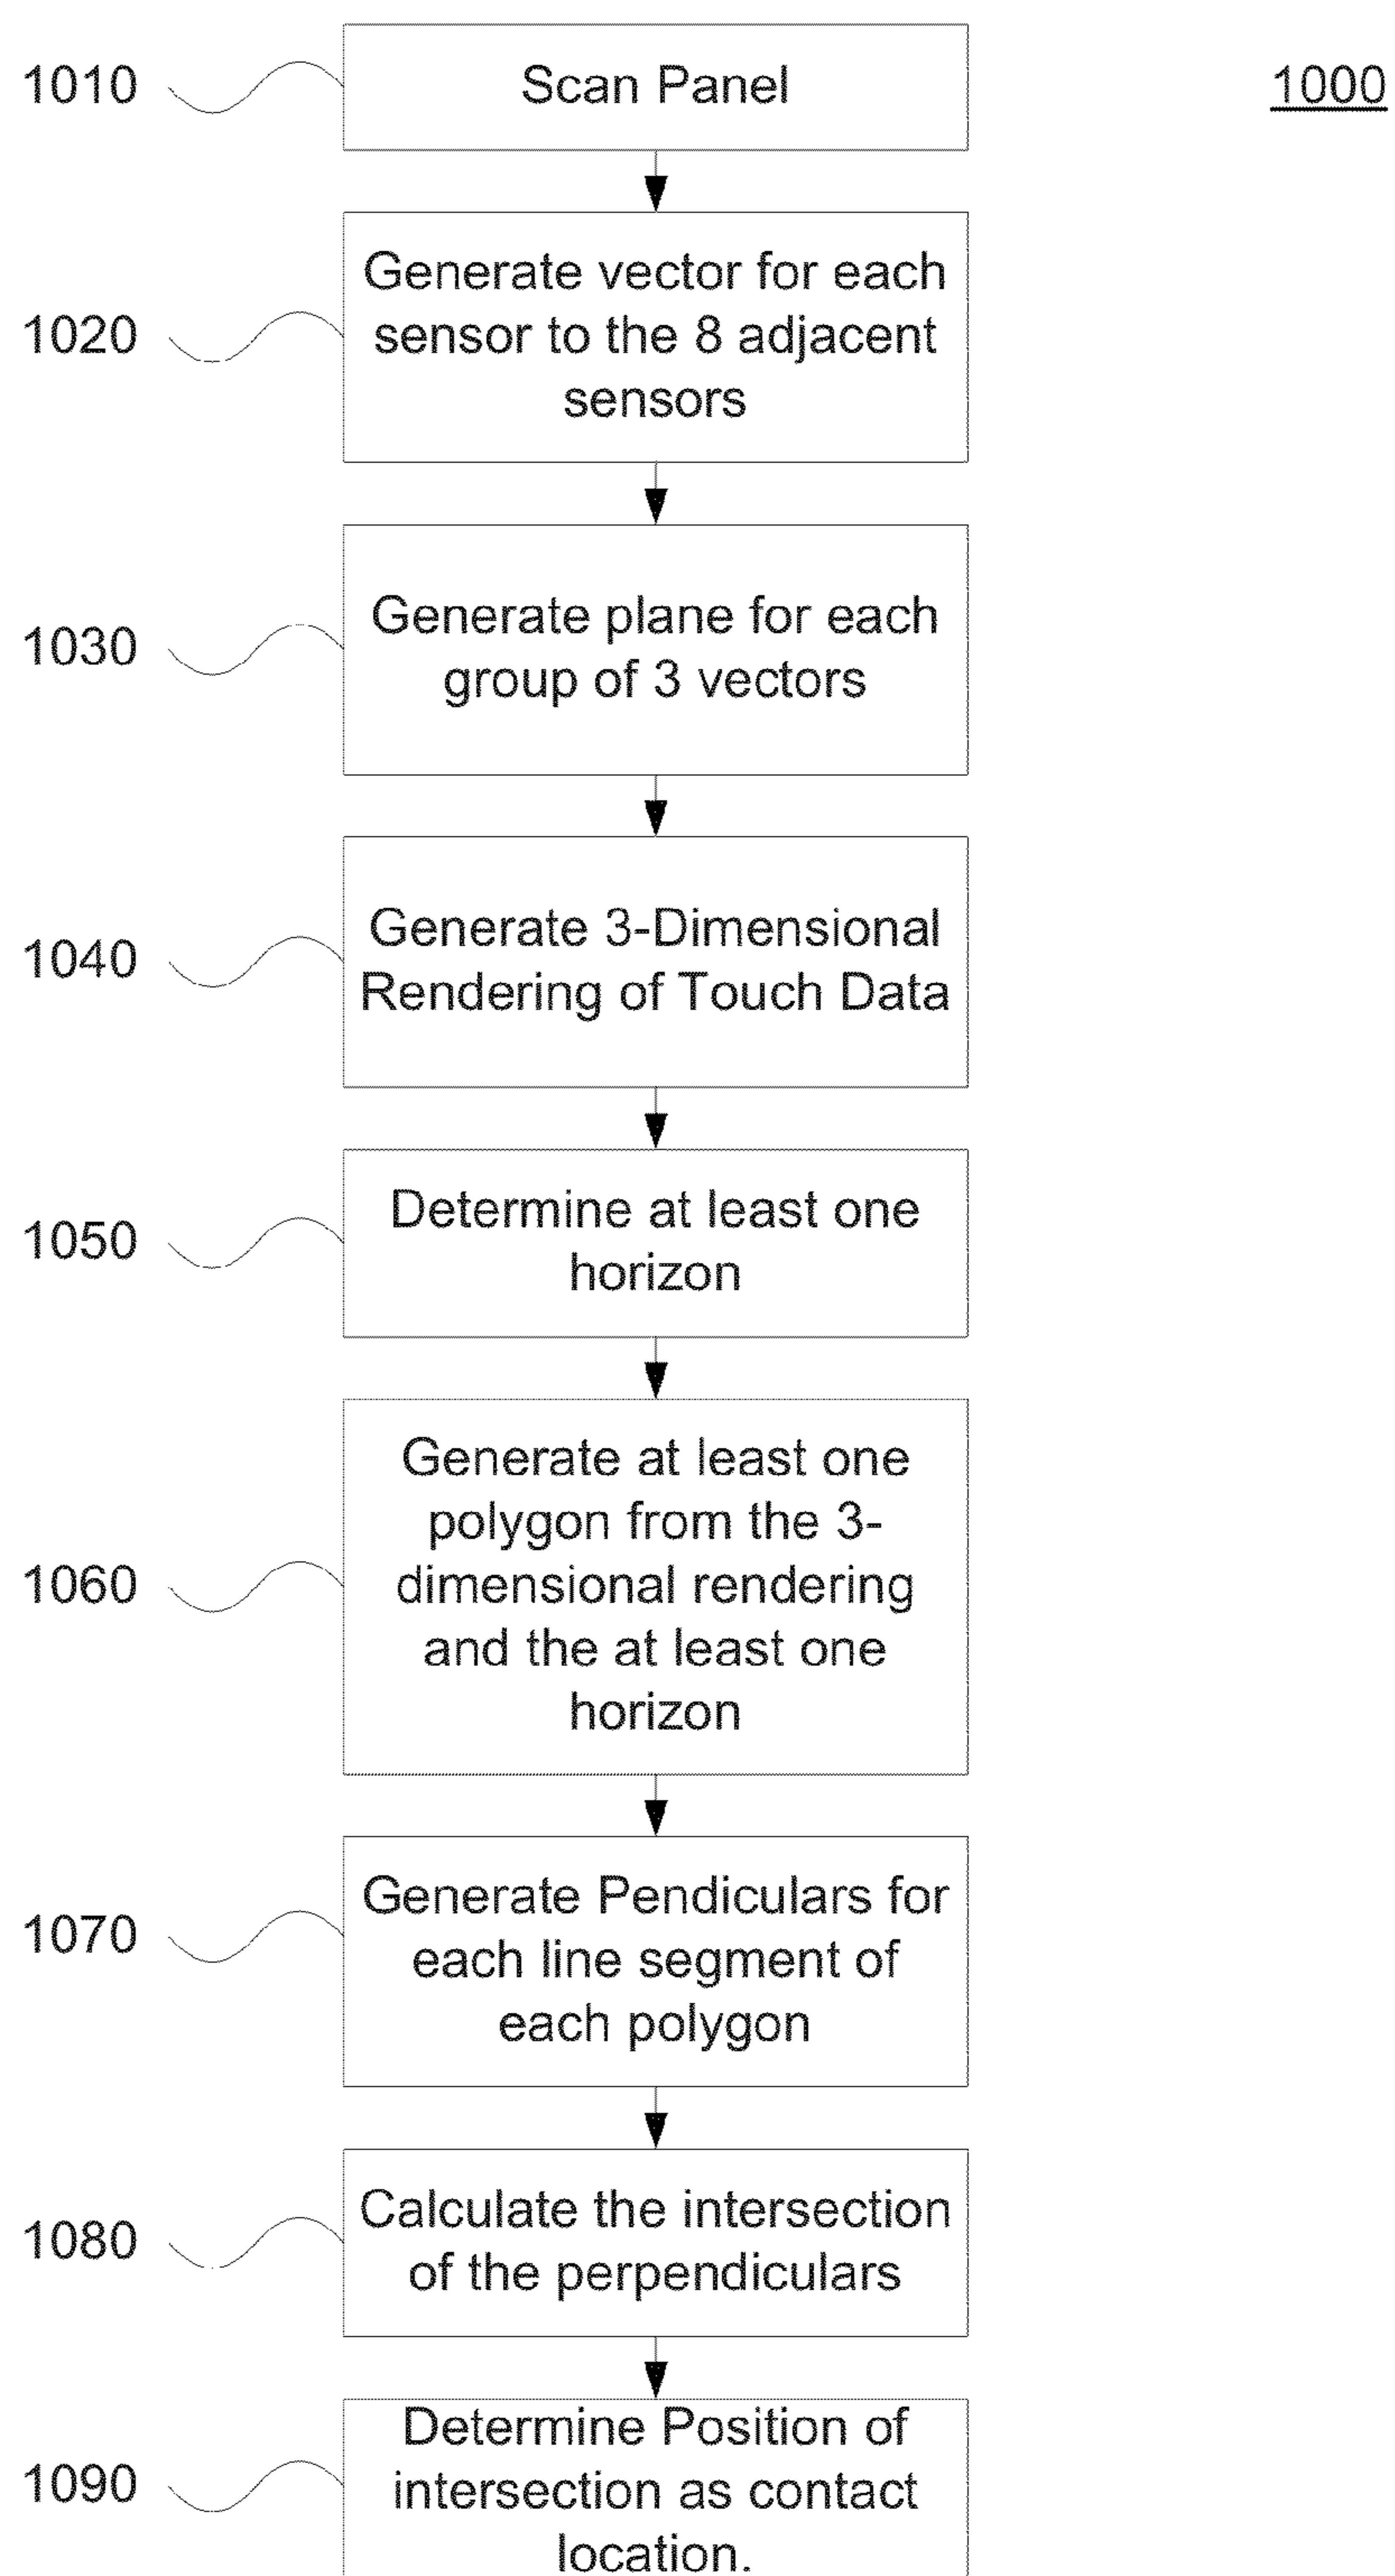 1010
Scan Panel
1000
1020
Generate vector for each
sensor to the 8 adjacent
sensors
1030
Generate plane for each
group of 3 vectors
1040
Generate 3-Dimensional
Rendering of Touch Data
1050
Determine at least one
horizon
1060
Generate at least one
polygon from the 3-
dimensional rendering
and the at least one
horizon
1070
Generate Pendiculars for
each line segment of
each polygon
1080
Calculate the intersection
of the perpendiculars
1090
Determine Position of
intersection as contact
location.